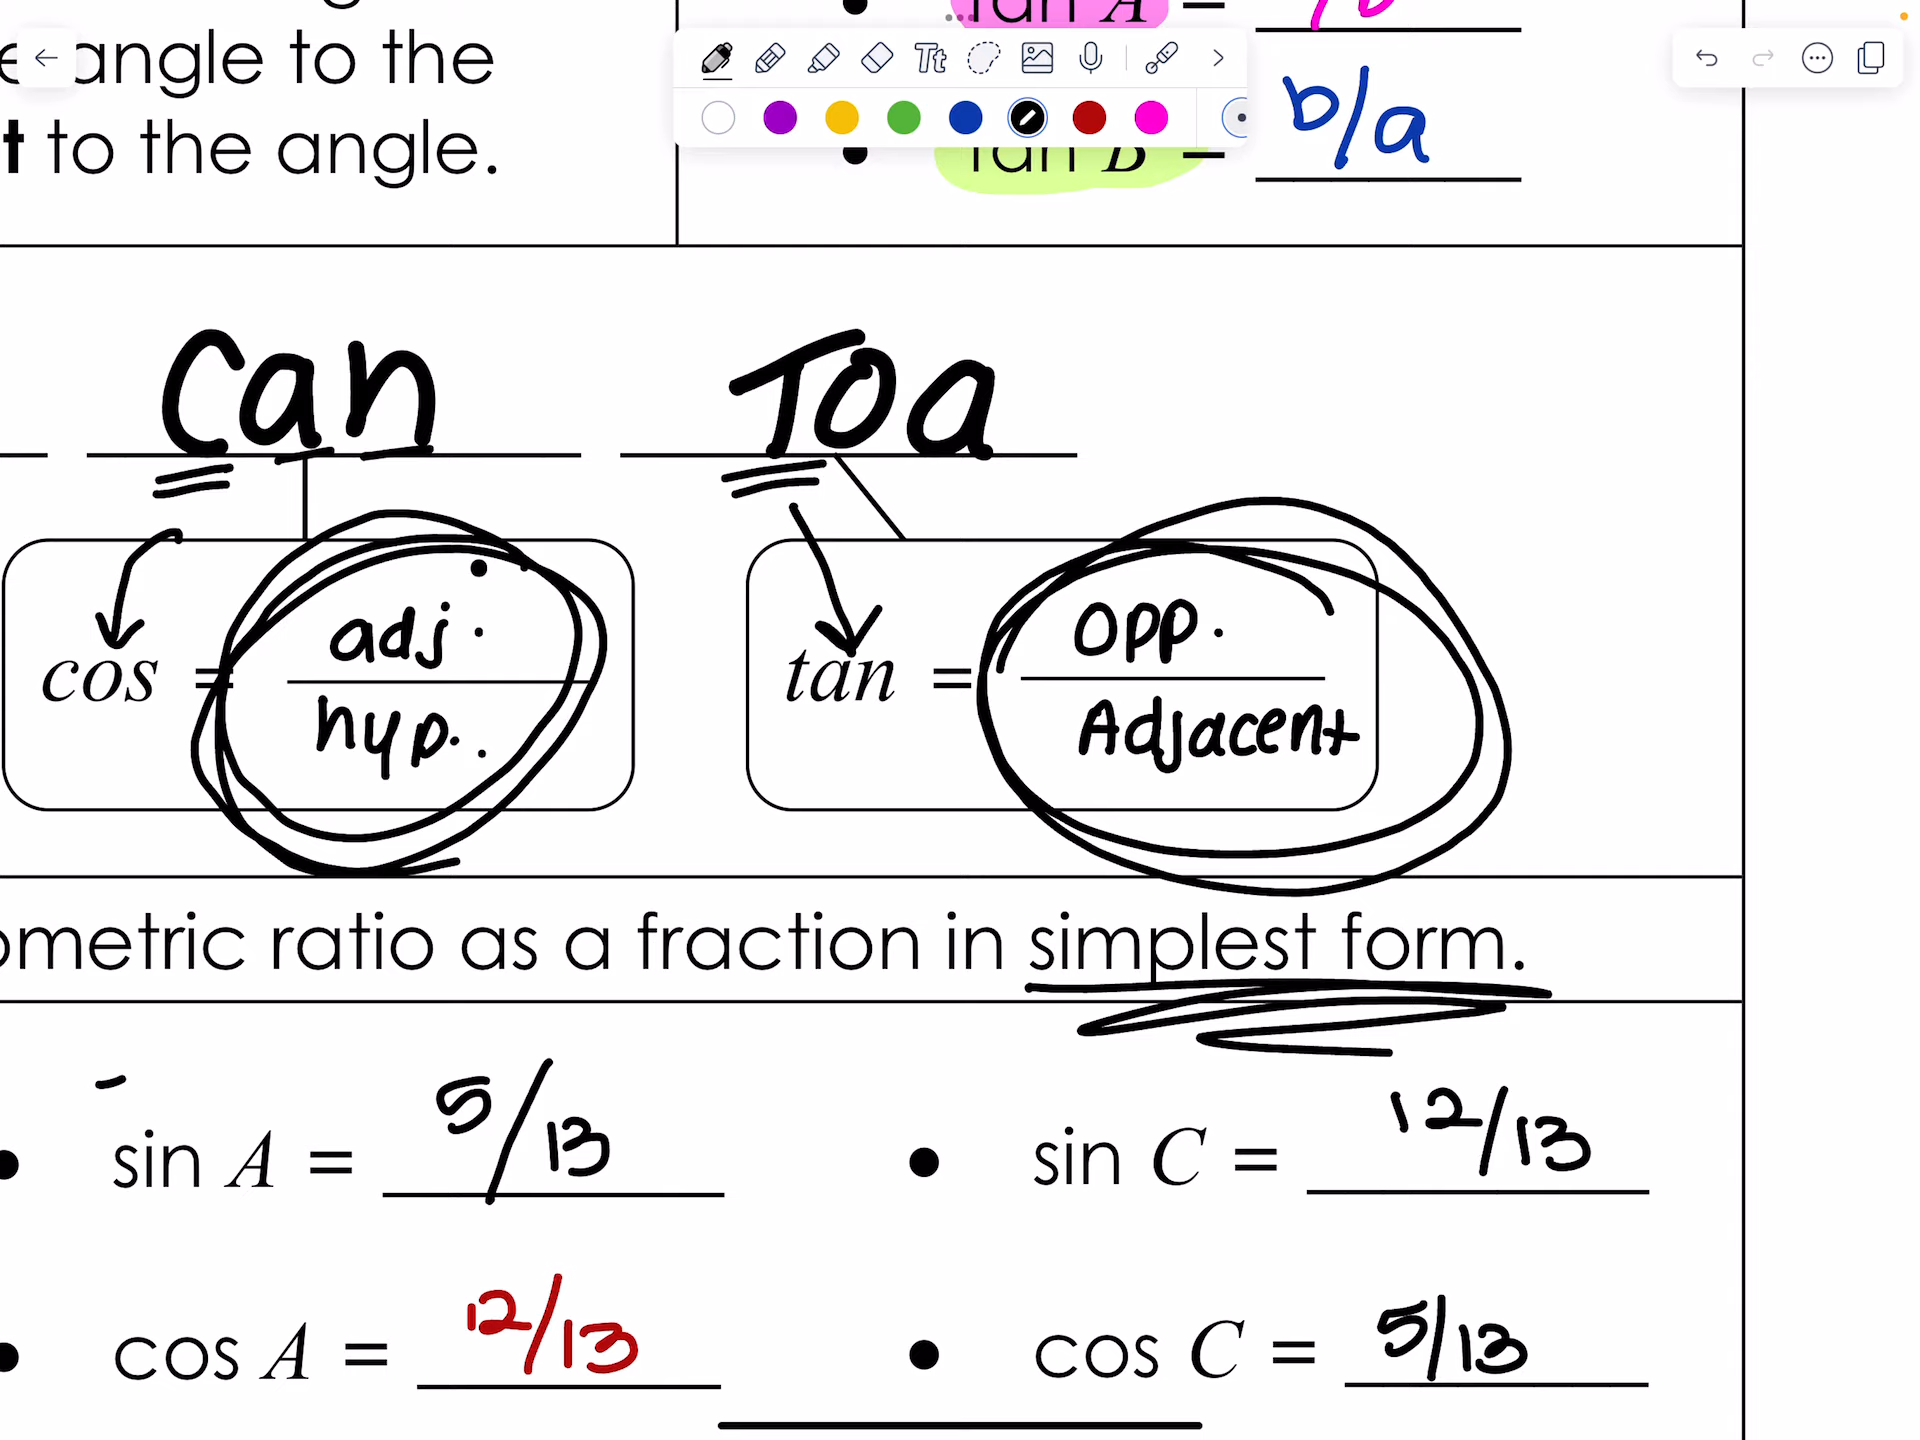 angle to the
tan A =
t to the angle.
tan B = b/a
Can Toa
cos = adj. / hyp..
tan = opp. / Adjacent
ometric ratio as a fraction in simplest form.
• sin A = 5/13 • sin C = 12/13
• cos A = 12/13 • cos C = 5/13